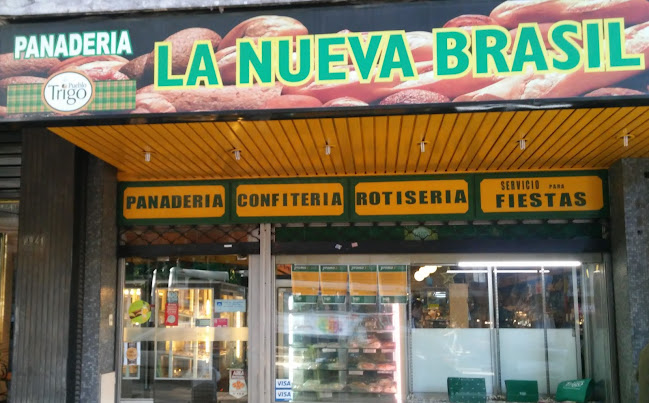 PANADERIA
LA NUEVA BRASIL
Pueblo
Trigo
PANADERIA
CONFITERIA
ROTISERIA
SERVICIO PARA
FIESTAS
VISA
VISA